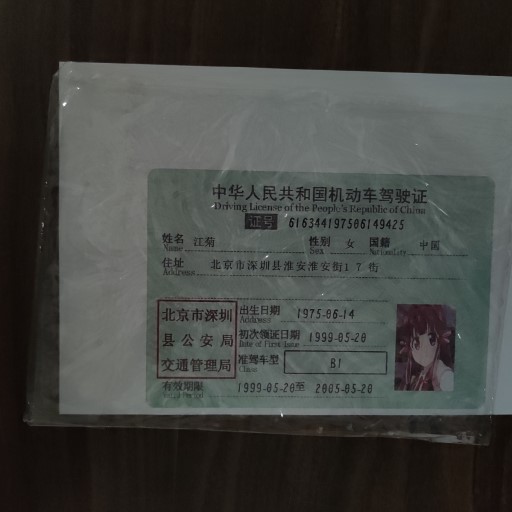 中华人民共和国机动车驾驶证
Driving License of the People's Republic of China
证号 616344197506149425
姓名 江菊 性别 女 国籍 中国
Name Sex Nationality
住址 北京市深圳县淮安淮安街17号
Address
出生日期 1975-06-14
Address
初次领证日期 1999-05-20
Date of First Issue
准驾车型 B1
Class
有效期限 1999-05-20至 2005-05-20
Valid Period
北京市深圳
县公安局
交通管理局